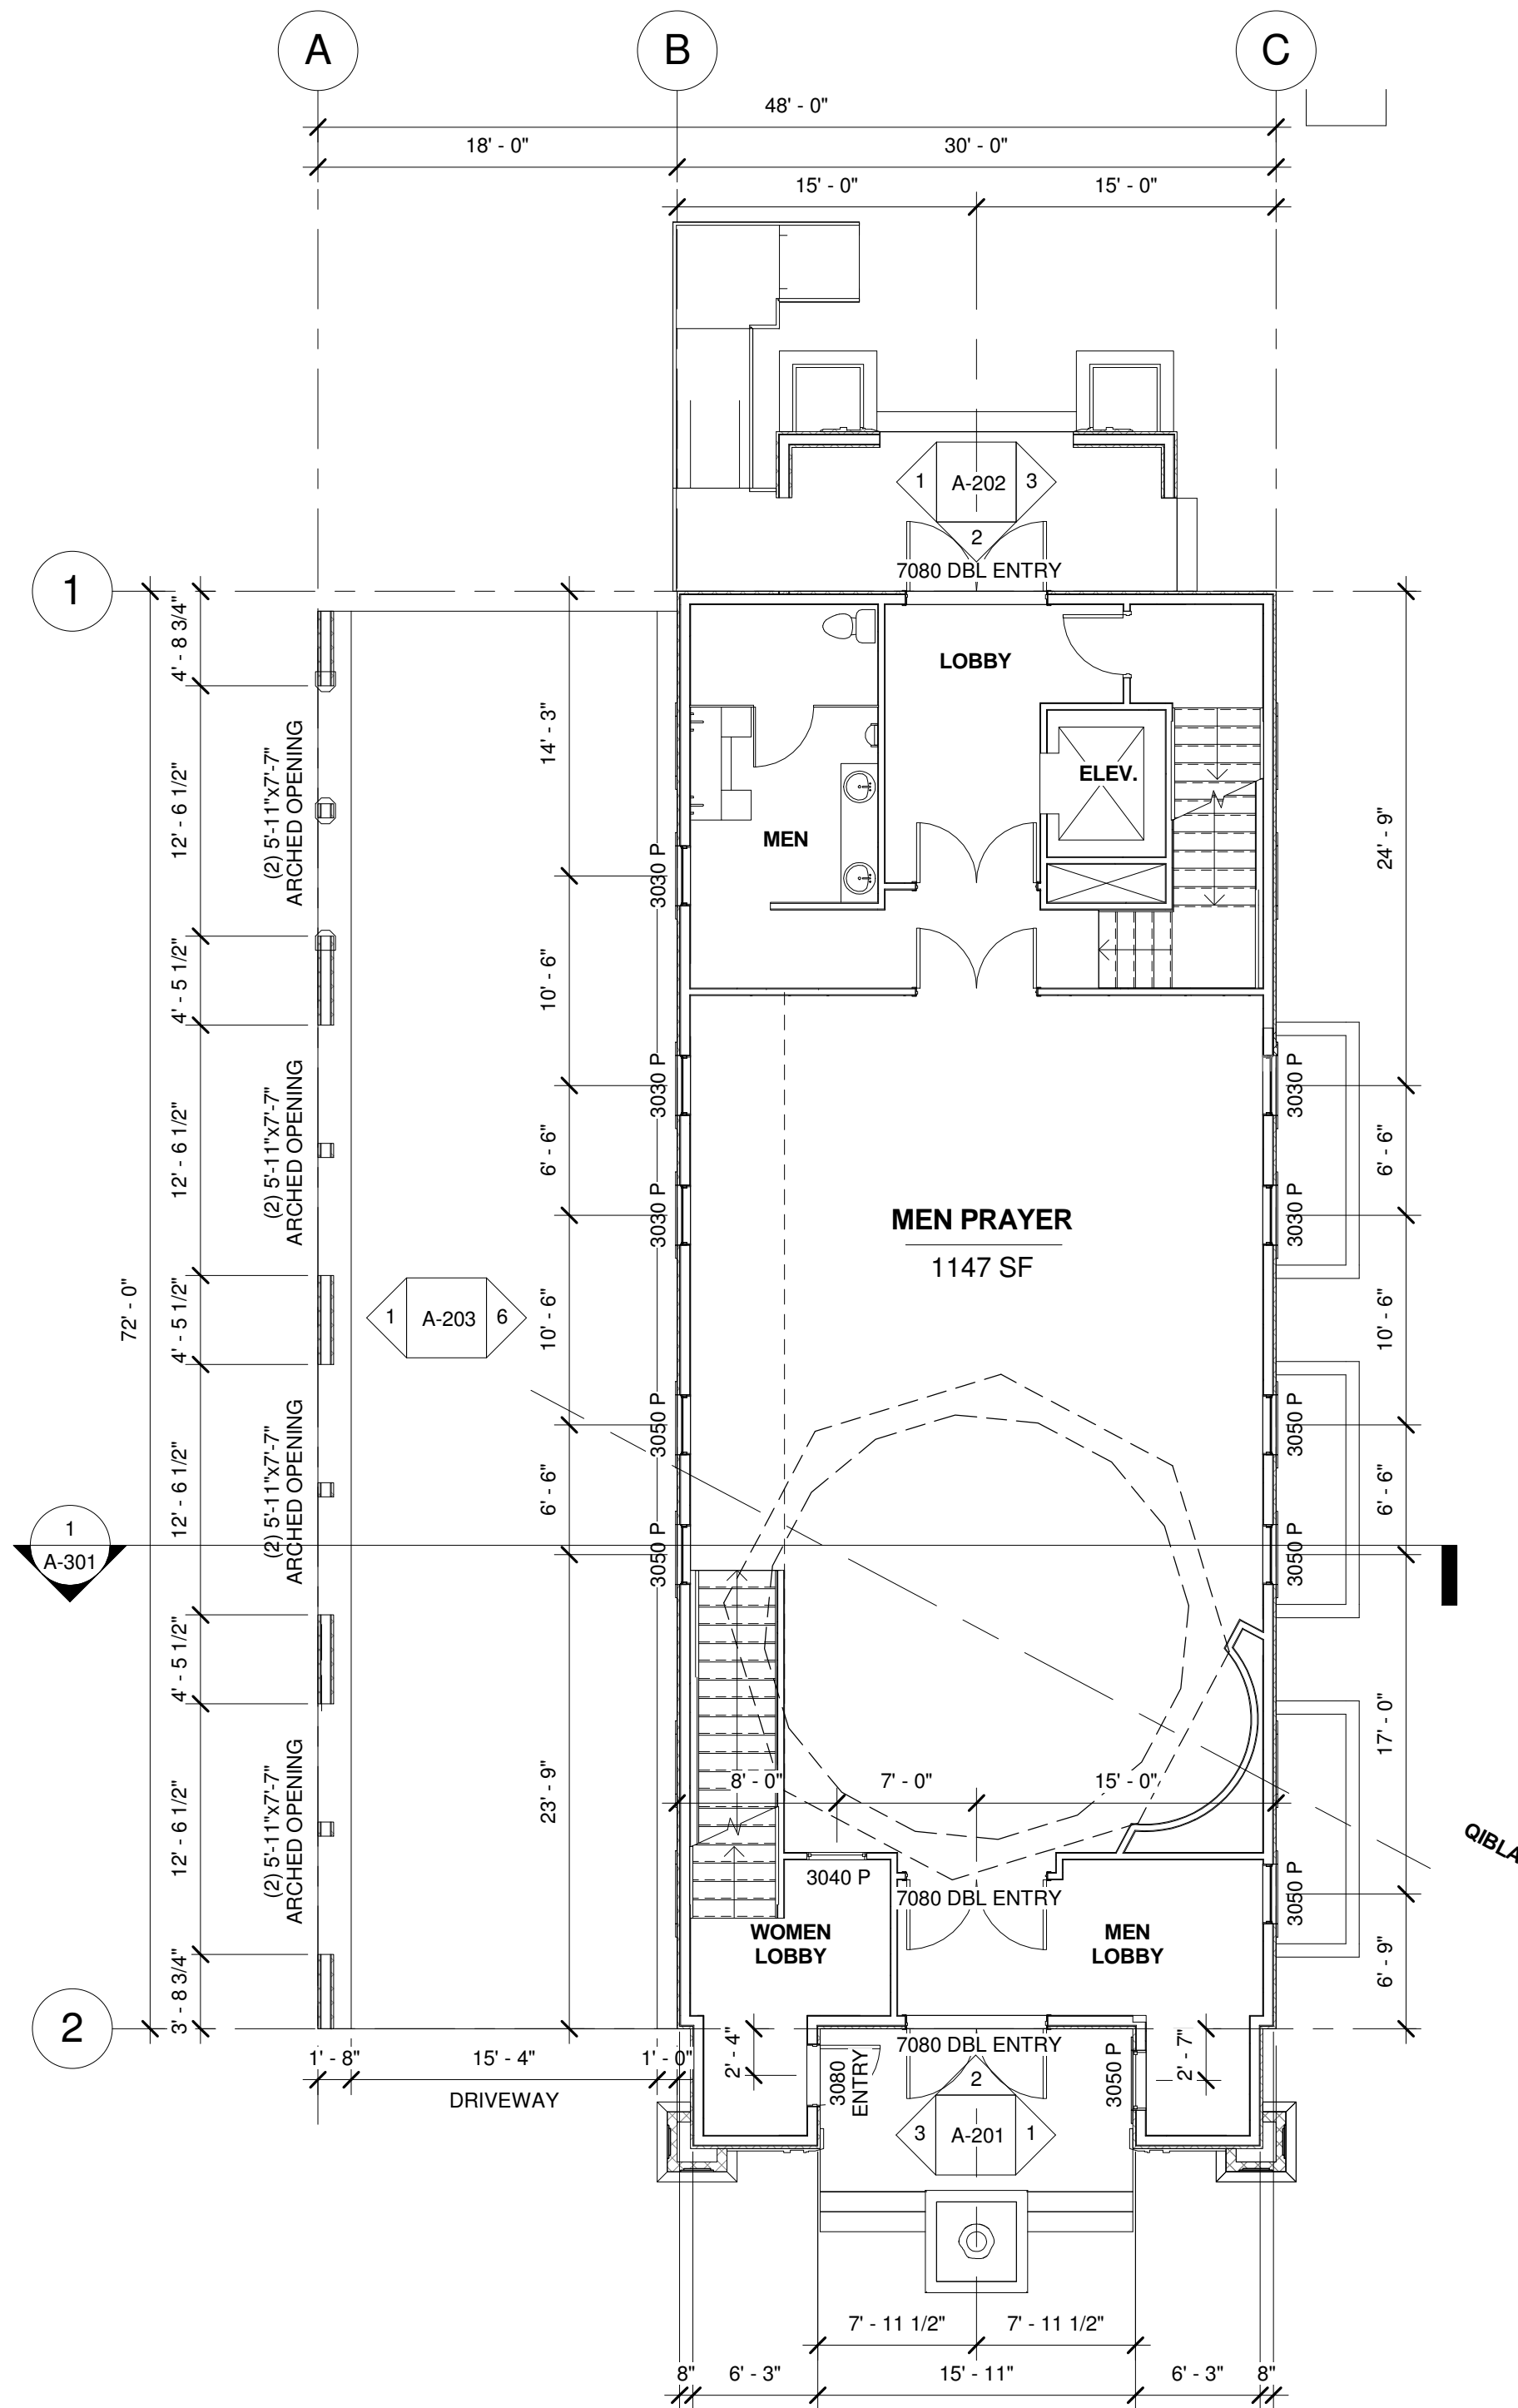 A
B
C
48' - 0"
18' - 0"
30' - 0"
15' - 0"
15' - 0"
1
A-202
3
2
7080 DBL ENTRY
1
4' - 8 3/4"
12' - 6 1/2"
4' - 5 1/2"
12' - 6 1/2"
4' - 5 1/2"
12' - 6 1/2"
4' - 5 1/2"
12' - 6 1/2"
3' - 8 3/4"
72' - 0"
(2) 5'-11"x7'-7"
ARCHED OPENING
(2) 5'-11"x7'-7"
ARCHED OPENING
(2) 5'-11"x7'-7"
ARCHED OPENING
(2) 5'-11"x7'-7"
ARCHED OPENING
14' - 3"
10' - 6"
6' - 6"
10' - 6"
6' - 6"
23' - 9"
3030 P
3030 P
3030 P
3050 P
3050 P
LOBBY
ELEV.
MEN
24' - 9"
6' - 6"
10' - 6"
6' - 6"
17' - 0"
6' - 9"
3030 P
3030 P
3050 P
3050 P
3050 P
MEN PRAYER
1147 SF
1
A-203
6
1
A-301
8' - 0"
7' - 0"
15' - 0"
QIBLA
3040 P
7080 DBL ENTRY
WOMEN
LOBBY
MEN
LOBBY
2
1' - 8"
15' - 4"
1' - 0"
DRIVEWAY
2' - 4"
3080
ENTRY
7080 DBL ENTRY
3050 P
2' - 7"
2
3
A-201
1
7' - 11 1/2"
7' - 11 1/2"
8"
6' - 3"
15' - 11"
6' - 3"
8"